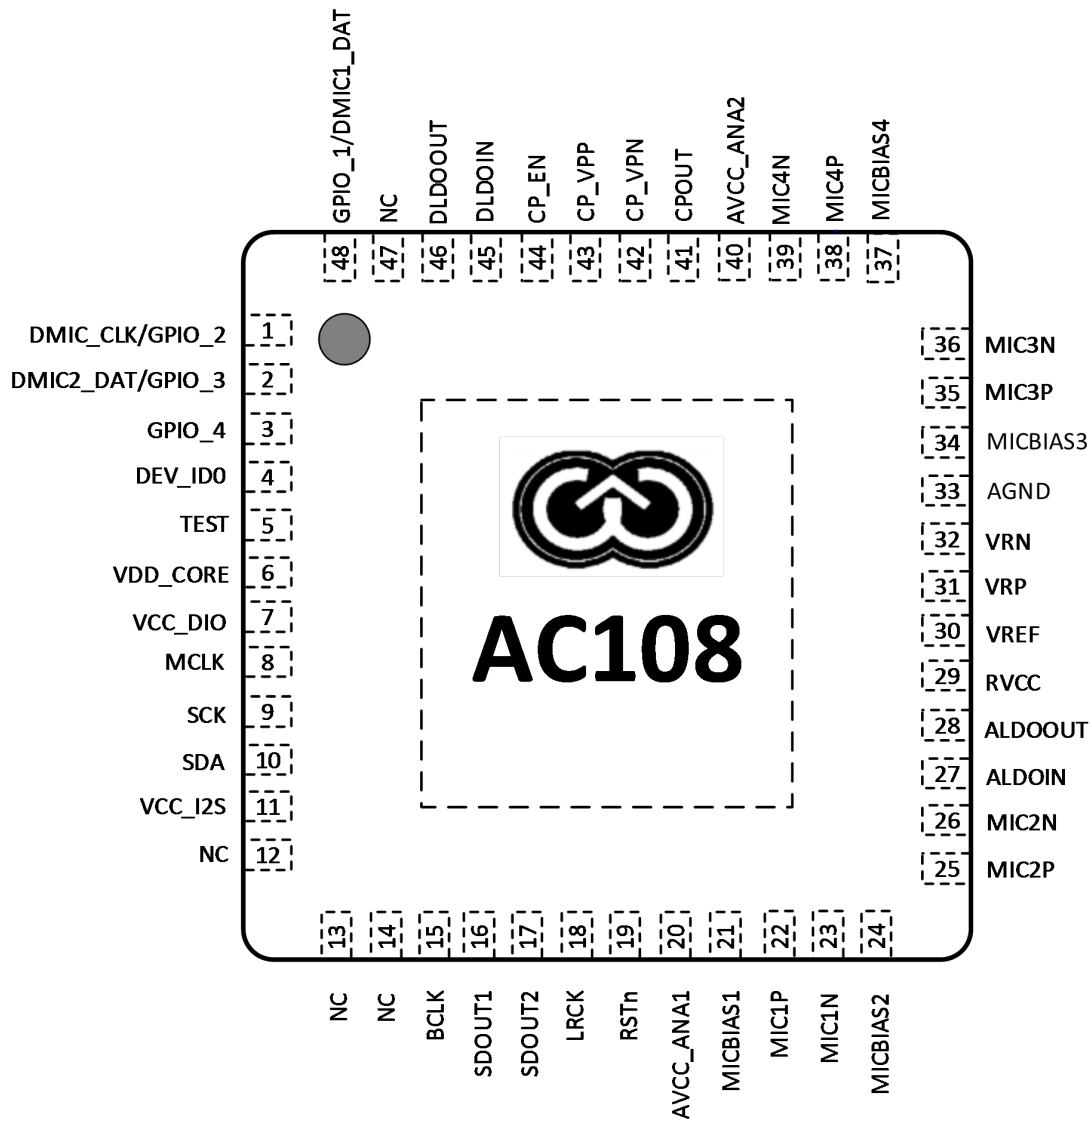 GPIO_1/DMIC1_DAT
NC
DLDOOUT
DLDOIN
CP_EN
CP_VPP
CP_VPN
CPOUT
AVCC_ANA2
MIC4N
MIC4P
MICBIAS4
48 47 46 45 44 43 42 41 40 39 38 37
DMIC_CLK/GPIO_2 1
DMIC2_DAT/GPIO_3 2
GPIO_4 3
DEV_ID0 4
TEST 5
VDD_CORE 6
VCC_DIO 7
MCLK 8
SCK 9
SDA 10
VCC_I2S 11
NC 12
AC108
36 MIC3N
35 MIC3P
34 MICBIAS3
33 AGND
32 VRN
31 VRP
30 VREF
29 RVCC
28 ALDOOUT
27 ALDOIN
26 MIC2N
25 MIC2P
13 14 15 16 17 18 19 20 21 22 23 24
NC
NC
BCLK
SDOUT1
SDOUT2
LRCK
RSTn
AVCC_ANA1
MICBIAS1
MIC1P
MIC1N
MICBIAS2